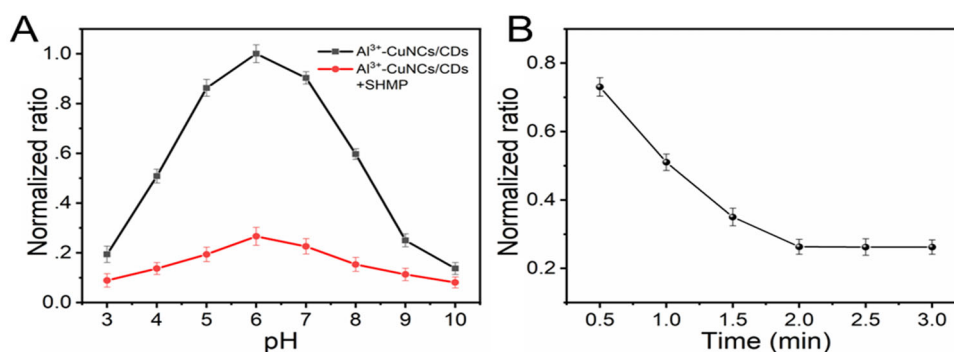 A
Normalized ratio
1.0
.8
.6
.4
.2
0.0
3 4 5 6 7 8 9 10
pH
Al³⁺-CuNCs/CDs
Al³⁺-CuNCs/CDs
+SHMP
B
Normalized ratio
0.8
0.6
0.4
0.2
0.5 1.0 1.5 2.0 2.5 3.0
Time (min)